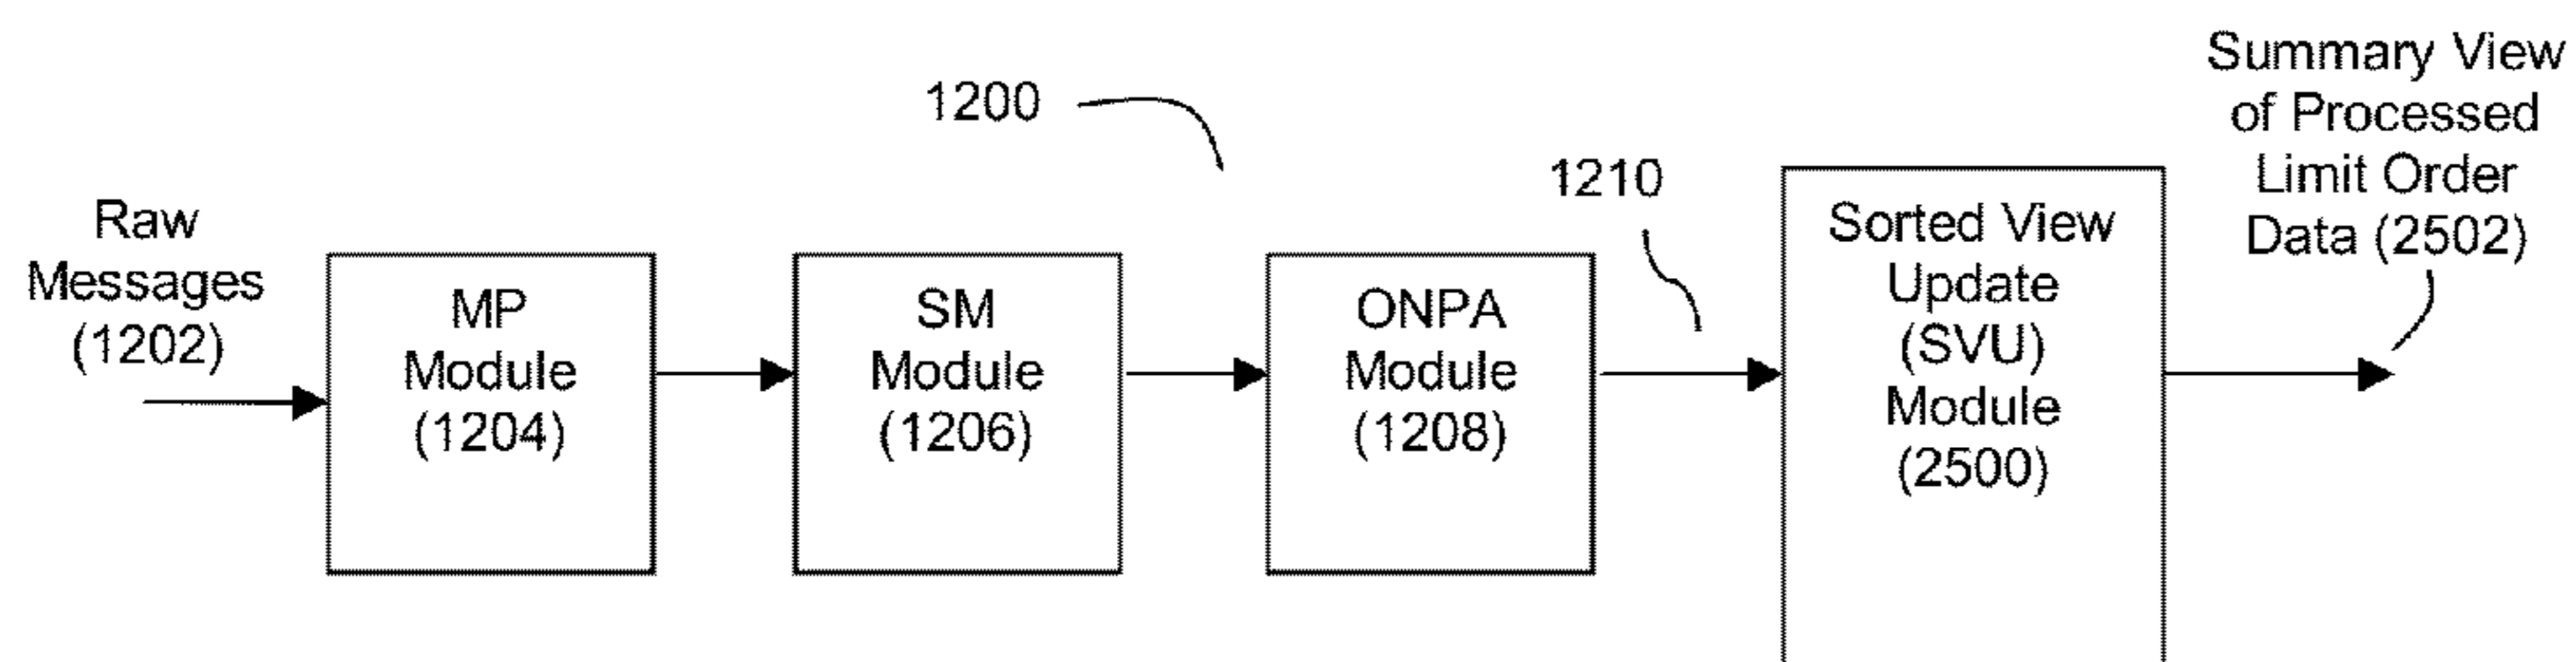 Raw
Messages
(1202)
MP
Module
(1204)
SM
Module
(1206)
1200
ONPA
Module
(1208)
1210
Sorted View
Update
(SVU)
Module
(2500)
Summary View
of Processed
Limit Order
Data (2502)